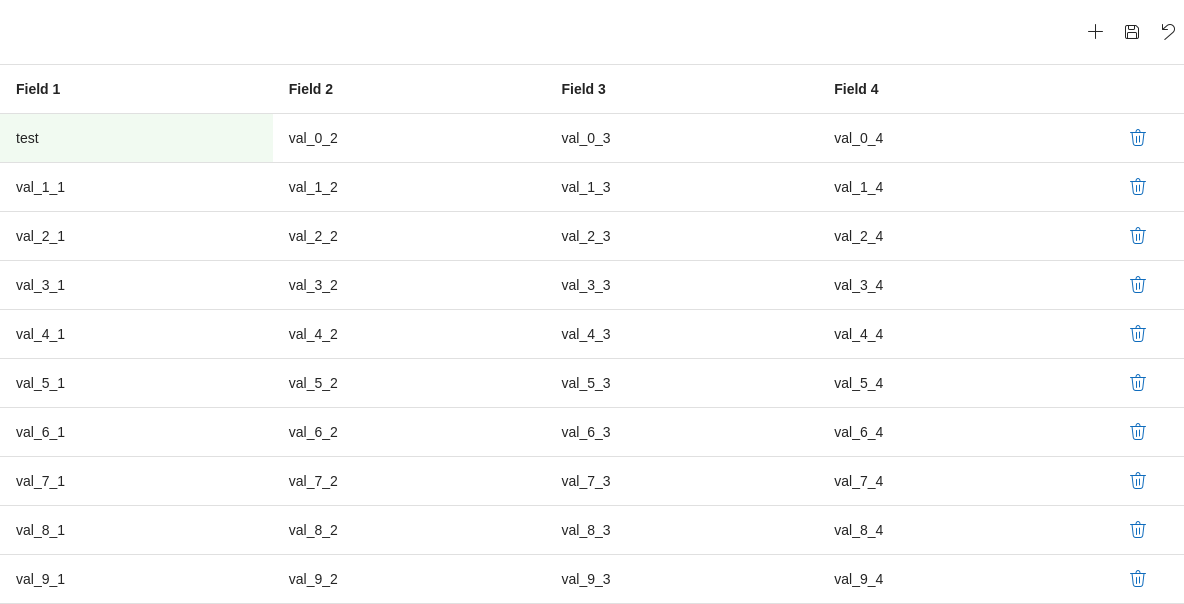 Field 1 Field 2 Field 3 Field 4
test val_0_2 val_0_3 val_0_4
val_1_1 val_1_2 val_1_3 val_1_4
val_2_1 val_2_2 val_2_3 val_2_4
val_3_1 val_3_2 val_3_3 val_3_4
val_4_1 val_4_2 val_4_3 val_4_4
val_5_1 val_5_2 val_5_3 val_5_4
val_6_1 val_6_2 val_6_3 val_6_4
val_7_1 val_7_2 val_7_3 val_7_4
val_8_1 val_8_2 val_8_3 val_8_4
val_9_1 val_9_2 val_9_3 val_9_4